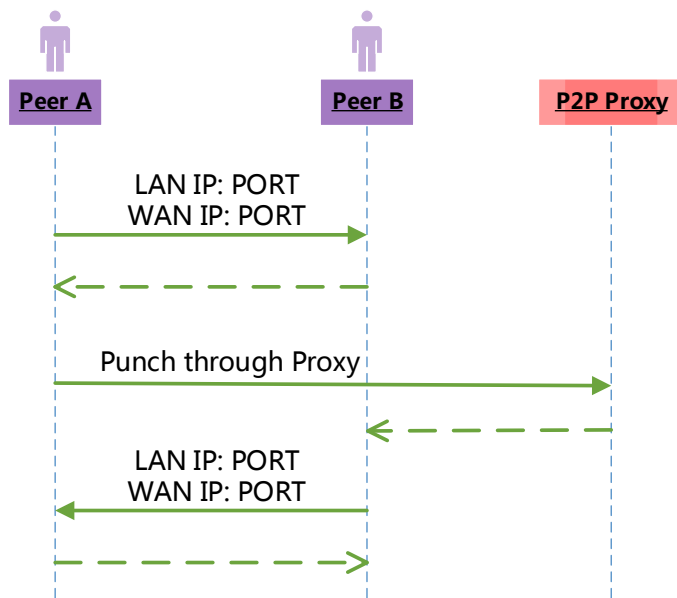 Peer A
Peer B
P2P Proxy
LAN IP: PORT
WAN IP: PORT
Punch through Proxy
LAN IP: PORT
WAN IP: PORT